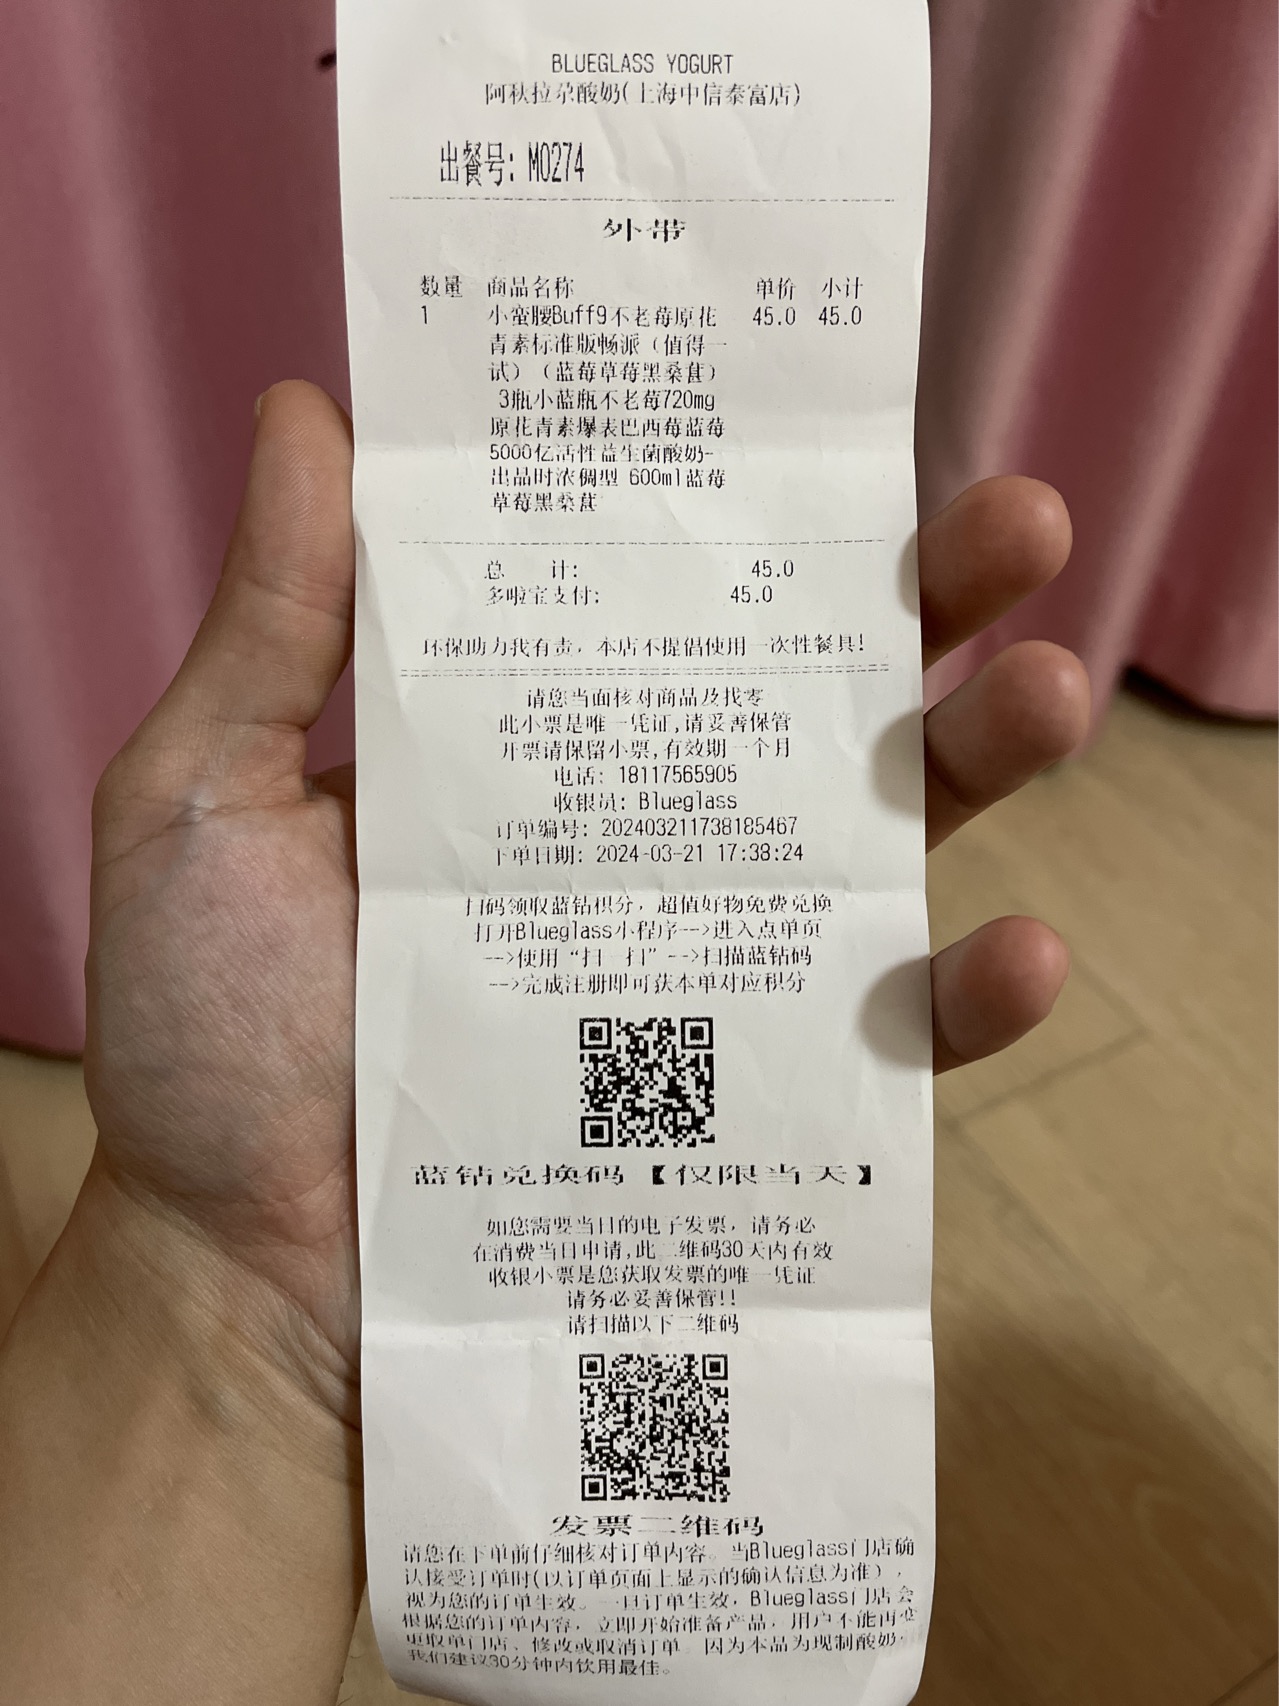 BLUEGLASS YOGURT
阿秋拉尕酸奶(上海中信泰富店)
出餐号: M0274
外带
数量 商品名称 单价 小计
1 小蛮腰Buff9不老莓原花 45.0 45.0
青素标准版畅派（值得一
试）（蓝莓草莓黑桑葚）
3瓶小蓝瓶不老莓720mg
原花青素爆表巴西莓蓝莓
5000亿活性益生菌酸奶-
出品时浓稠型 600ml蓝莓
草莓黑桑葚
总 计: 45.0
多啦宝支付: 45.0
环保助力我有责，本店不提倡使用一次性餐具!
请您当面核对商品及找零
此小票是唯一凭证,请妥善保管
开票请保留小票,有效期一个月
电话: 18117565905
收银员: Blueglass
订单编号: 202403211738185467
下单日期: 2024-03-21 17:38:24
扫码领取蓝钻积分，超值好物免费兑换
打开Blueglass小程序-->进入点单页
-->使用“扫一扫”-->扫描蓝钻码
-->完成注册即可获本单对应积分
蓝钻兑换码【仅限当天】
如您需要当日的电子发票，请务必
在消费当日申请,此二维码30天内有效
收银小票是您获取发票的唯一凭证
请务必妥善保管!!
请扫描以下二维码
发票二维码
请您在下单前仔细核对订单内容。当Blueglass门店确
认接受订单时(以订单页面上显示的确认信息为准)，
视为您的订单生效。一旦订单生效，Blueglass门店会
根据您的订单内容，立即开始准备产品，用户不能再变
更取单门店、修改或取消订单。因为本品为现制酸奶，
我们建议30分钟内饮用最佳。